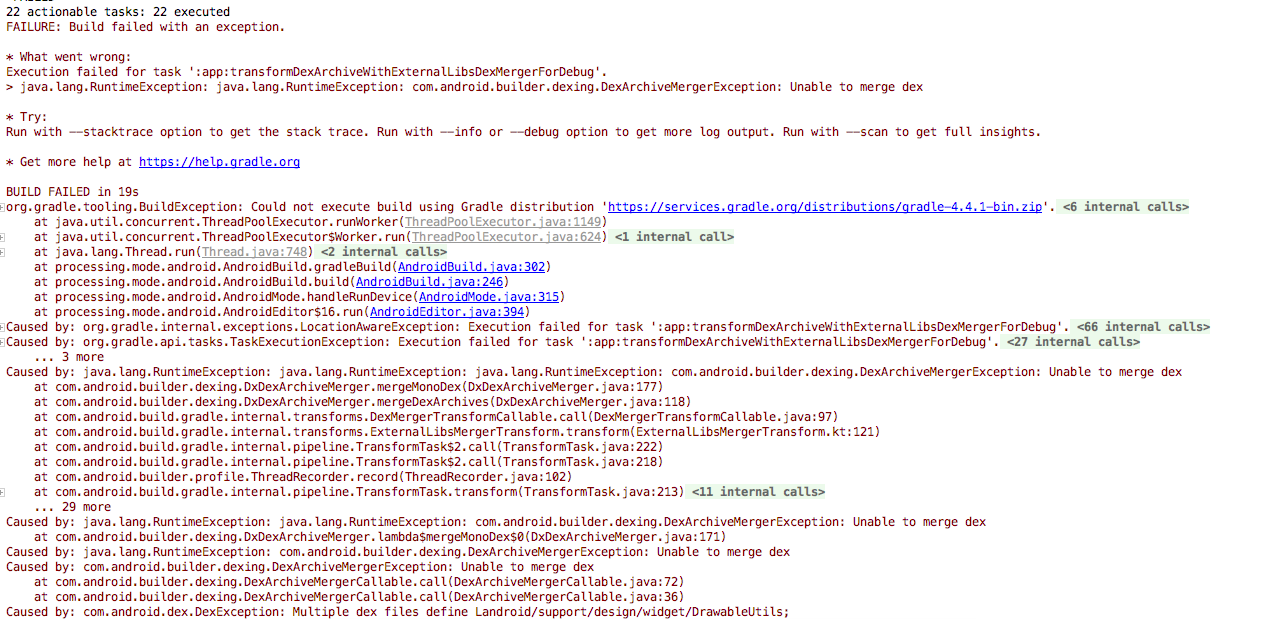 22 actionable tasks: 22 executed
FAILURE: Build failed with an exception.
* What went wrong:
Execution failed for task ':app:transformDexArchiveWithExternalLibsDexMergerForDebug'.
> java.lang.RuntimeException: java.lang.RuntimeException: com.android.builder.dexing.DexArchiveMergerException: Unable to merge dex
* Try:
Run with --stacktrace option to get the stack trace. Run with --info or --debug option to get more log output. Run with --scan to get full insights.
* Get more help at https://help.gradle.org
BUILD FAILED in 19s
org.gradle.tooling.BuildException: Could not execute build using Gradle distribution 'https://services.gradle.org/distributions/gradle-4.4.1-bin.zip'. <6 internal calls>
at java.util.concurrent.ThreadPoolExecutor.runWorker(ThreadPoolExecutor.java:1149)
at java.util.concurrent.ThreadPoolExecutor$Worker.run(ThreadPoolExecutor.java:624) <1 internal call>
at java.lang.Thread.run(Thread.java:748) <2 internal calls>
at processing.mode.android.AndroidBuild.gradleBuild(AndroidBuild.java:302)
at processing.mode.android.AndroidBuild.build(AndroidBuild.java:246)
at processing.mode.android.AndroidMode.handleRunDevice(AndroidMode.java:315)
at processing.mode.android.AndroidEditor$16.run(AndroidEditor.java:394)
Caused by: org.gradle.internal.exceptions.LocationAwareException: Execution failed for task ':app:transformDexArchiveWithExternalLibsDexMergerForDebug'. <66 internal calls>
Caused by: org.gradle.api.tasks.TaskExecutionException: Execution failed for task ':app:transformDexArchiveWithExternalLibsDexMergerForDebug'. <27 internal calls>
... 3 more
Caused by: java.lang.RuntimeException: java.lang.RuntimeException: java.lang.RuntimeException: com.android.builder.dexing.DexArchiveMergerException: Unable to merge dex
at com.android.builder.dexing.DxDexArchiveMerger.mergeMonoDex(DxDexArchiveMerger.java:177)
at com.android.builder.dexing.DxDexArchiveMerger.mergeDexArchives(DxDexArchiveMerger.java:118)
at com.android.build.gradle.internal.transforms.DexMergerTransformCallable.call(DexMergerTransformCallable.java:97)
at com.android.build.gradle.internal.transforms.ExternalLibsMergerTransform.transform(ExternalLibsMergerTransform.kt:121)
at com.android.build.gradle.internal.pipeline.TransformTask$2.call(TransformTask.java:222)
at com.android.build.gradle.internal.pipeline.TransformTask$2.call(TransformTask.java:218)
at com.android.builder.profile.ThreadRecorder.record(ThreadRecorder.java:102)
at com.android.build.gradle.internal.pipeline.TransformTask.transform(TransformTask.java:213) <11 internal calls>
... 29 more
Caused by: java.lang.RuntimeException: java.lang.RuntimeException: com.android.builder.dexing.DexArchiveMergerException: Unable to merge dex
at com.android.builder.dexing.DxDexArchiveMerger.lambda$mergeMonoDex$0(DxDexArchiveMerger.java:171)
Caused by: java.lang.RuntimeException: com.android.builder.dexing.DexArchiveMergerException: Unable to merge dex
Caused by: com.android.builder.dexing.DexArchiveMergerException: Unable to merge dex
at com.android.builder.dexing.DexArchiveMergerCallable.call(DexArchiveMergerCallable.java:72)
at com.android.builder.dexing.DexArchiveMergerCallable.call(DexArchiveMergerCallable.java:36)
Caused by: com.android.dex.DexException: Multiple dex files define Landroid/support/design/widget/DrawableUtils;